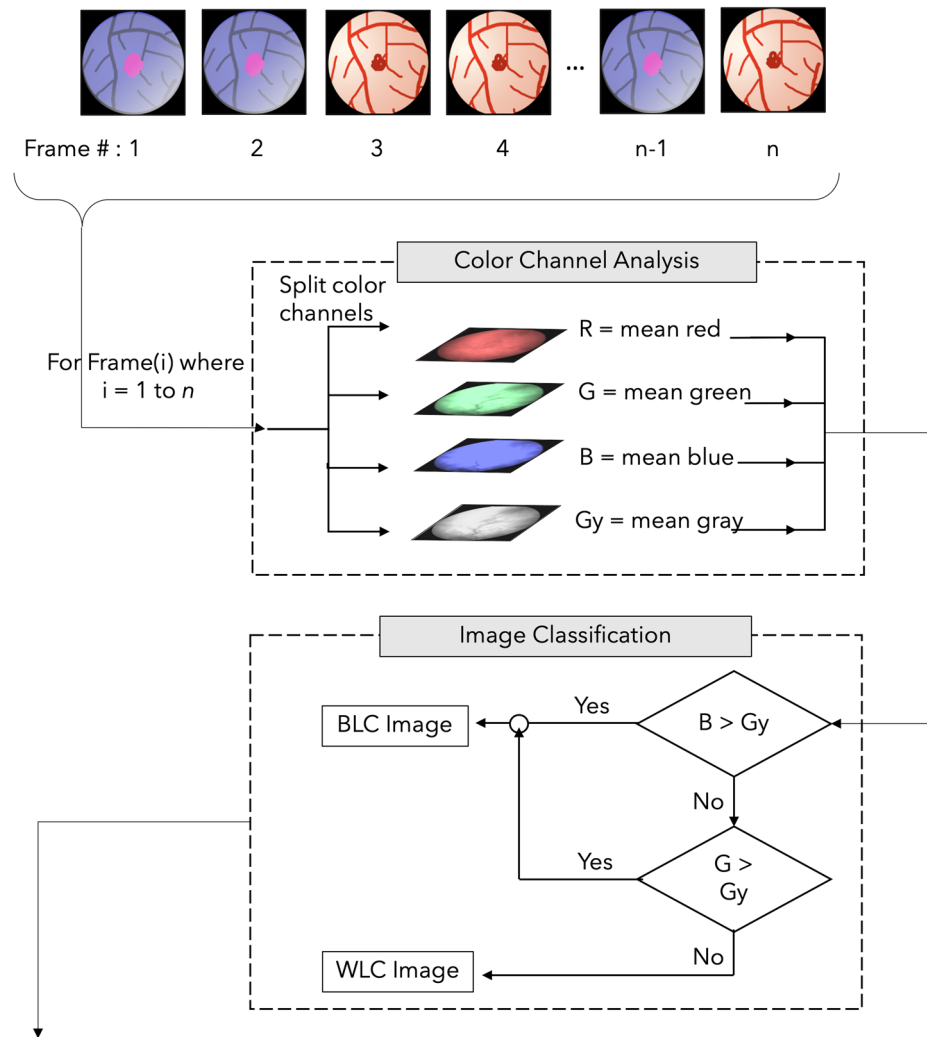 ...
Frame # : 1 2 3 4 n-1 n
Color Channel Analysis
Split color
channels
R = mean red
For Frame(i) where
i = 1 to n
G = mean green
B = mean blue
Gy = mean gray
Image Classification
Yes
BLC Image
B > Gy
No
Yes
G >
Gy
No
WLC Image